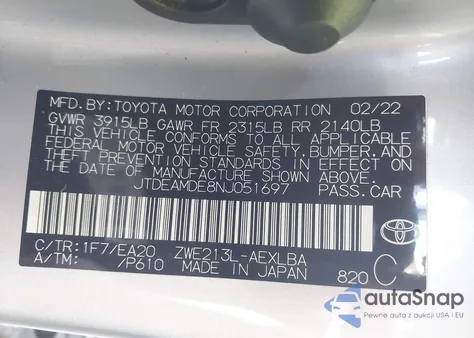 MFD. BY: TOYOTA MOTOR CORPORATION 02/22
GVWR 3915LB GAWR FR 2315LB RR 2140LB
THIS VEHICLE CONFORMS TO ALL APPLICABLE
FEDERAL MOTOR VEHICLE SAFETY, BUMPER, AND
THEFT PREVENTION STANDARDS IN EFFECT ON
THE DATE OF MANUFACTURE SHOWN ABOVE.
JTDEAMDE8NJ051697 PASS. CAR
C/TR: 1F7/EA20 ZWE213L-AEXLBA
A/TM: /P610 MADE IN JAPAN 820 C
TOYOTA
autoSnap
Pewne auta z aukcji USA i EU